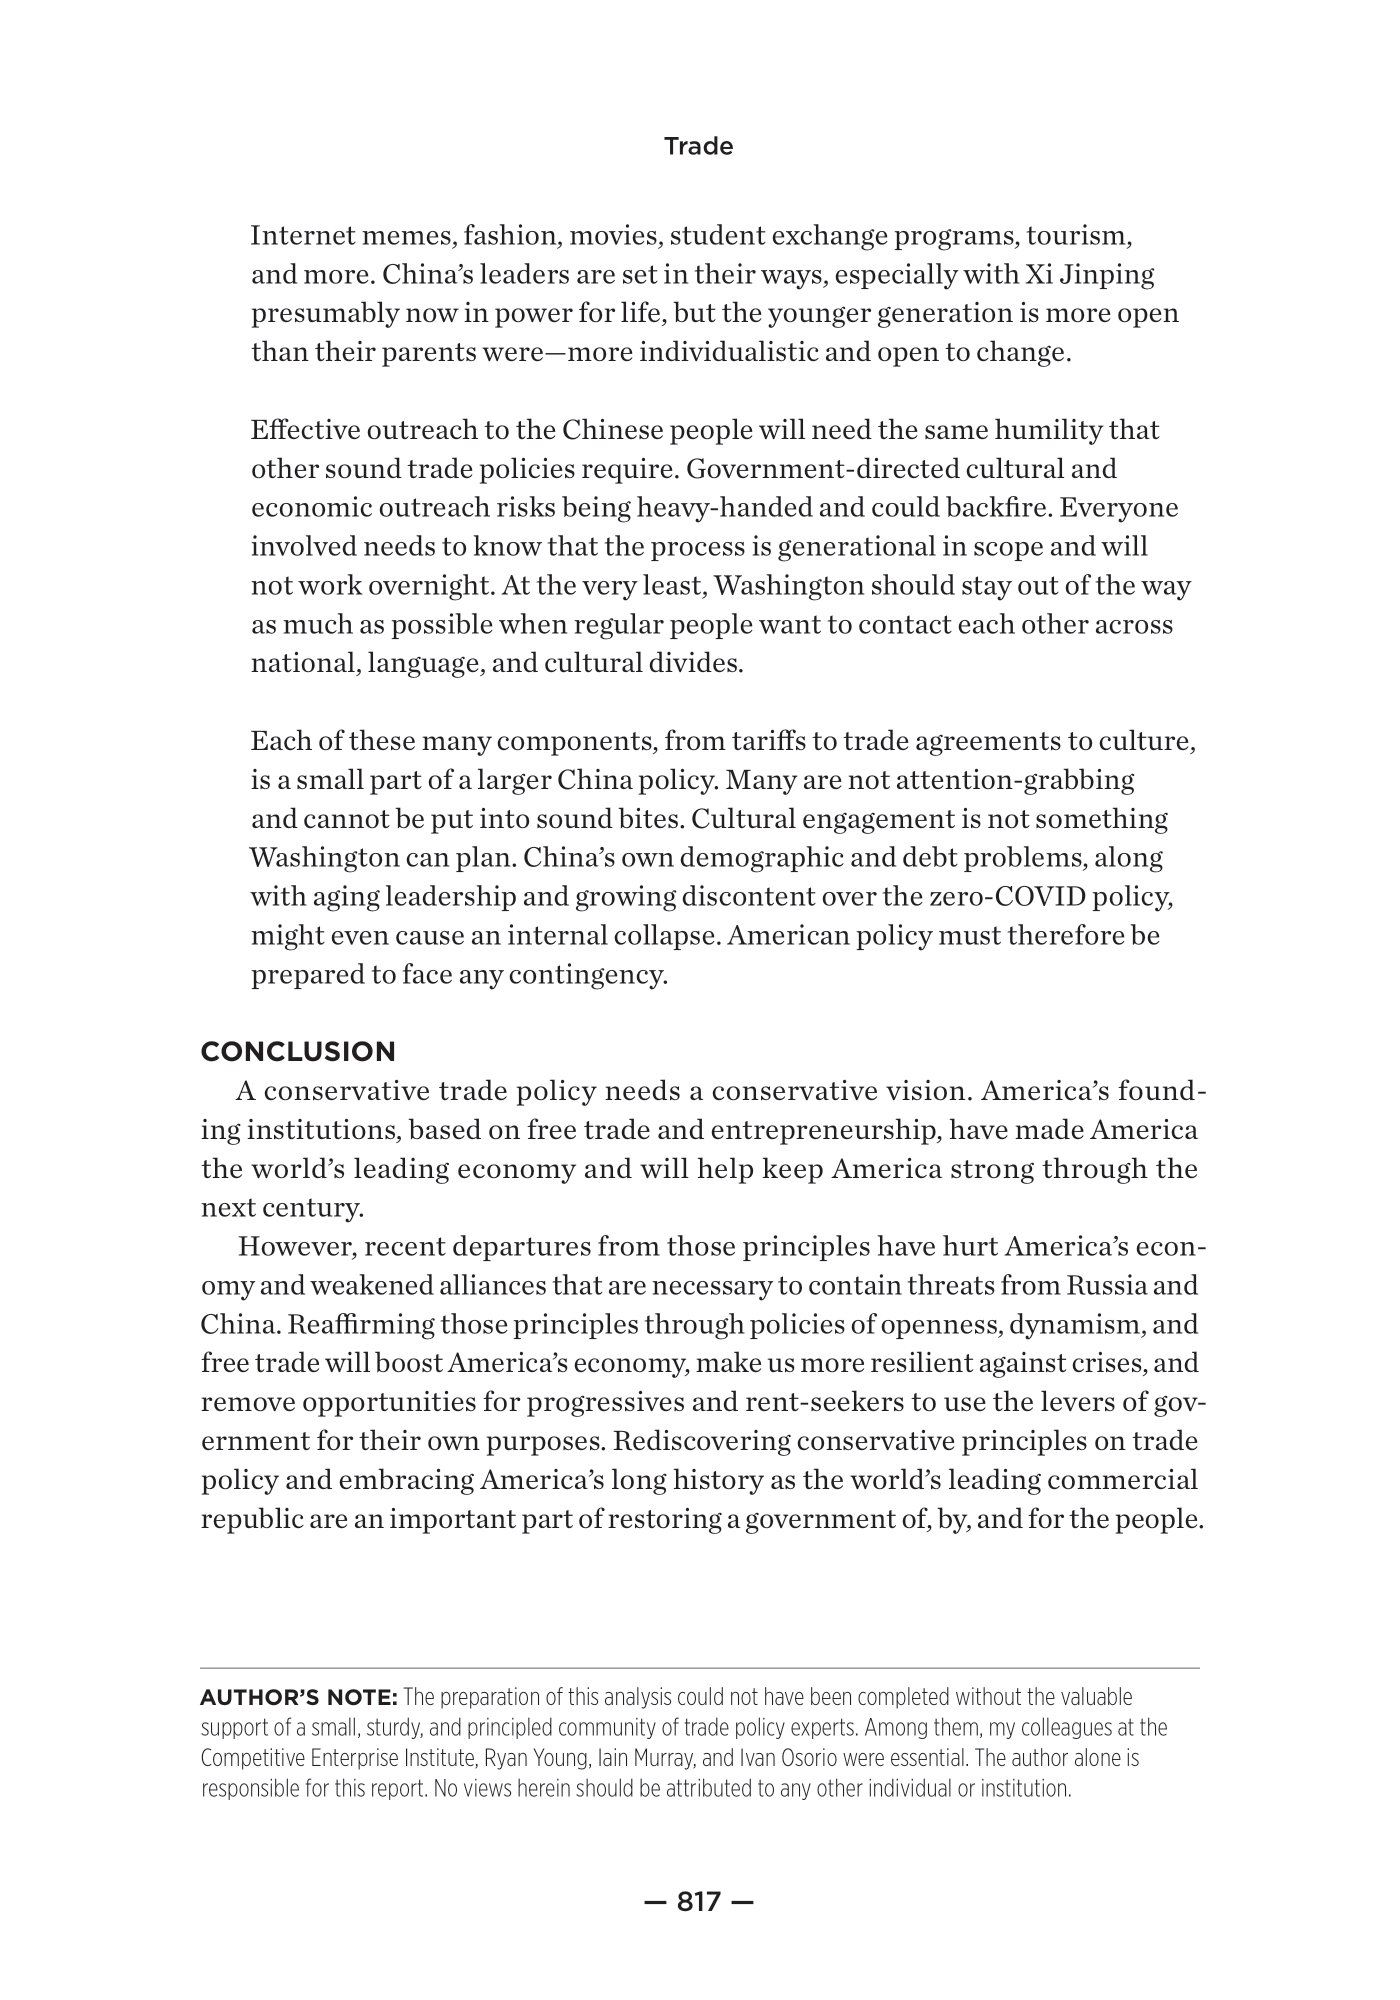 Trade
Internet memes, fashion, movies, student exchange programs, tourism,
and more. China’s leaders are set in their ways, especially with Xi Jinping
presumably now in power for life, but the younger generation is more open
than their parents were—more individualistic and open to change.
Effective outreach to the Chinese people will need the same humility that
other sound trade policies require. Government-directed cultural and
economic outreach risks being heavy-handed and could backfire. Everyone
involved needs to know that the process is generational in scope and will
not work overnight. At the very least, Washington should stay out of the way
as much as possible when regular people want to contact each other across
national, language, and cultural divides.
Each of these many components, from tariffs to trade agreements to culture,
is a small part of a larger China policy. Many are not attention-grabbing
and cannot be put into sound bites. Cultural engagement is not something
Washington can plan. China’s own demographic and debt problems, along
with aging leadership and growing discontent over the zero-COVID policy,
might even cause an internal collapse. American policy must therefore be
prepared to face any contingency.
CONCLUSION
A conservative trade policy needs a conservative vision. America’s found-
ing institutions, based on free trade and entrepreneurship, have made America
the world’s leading economy and will help keep America strong through the
next century.
However, recent departures from those principles have hurt America’s econ-
omy and weakened alliances that are necessary to contain threats from Russia and
China. Reaffirming those principles through policies of openness, dynamism, and
free trade will boost America’s economy, make us more resilient against crises, and
remove opportunities for progressives and rent-seekers to use the levers of gov-
ernment for their own purposes. Rediscovering conservative principles on trade
policy and embracing America’s long history as the world’s leading commercial
republic are an important part of restoring a government of, by, and for the people.
AUTHOR’S NOTE: The preparation of this analysis could not have been completed without the valuable
support of a small, sturdy, and principled community of trade policy experts. Among them, my colleagues at the
Competitive Enterprise Institute, Ryan Young, Iain Murray, and Ivan Osorio were essential. The author alone is
responsible for this report. No views herein should be attributed to any other individual or institution.
— 817 —